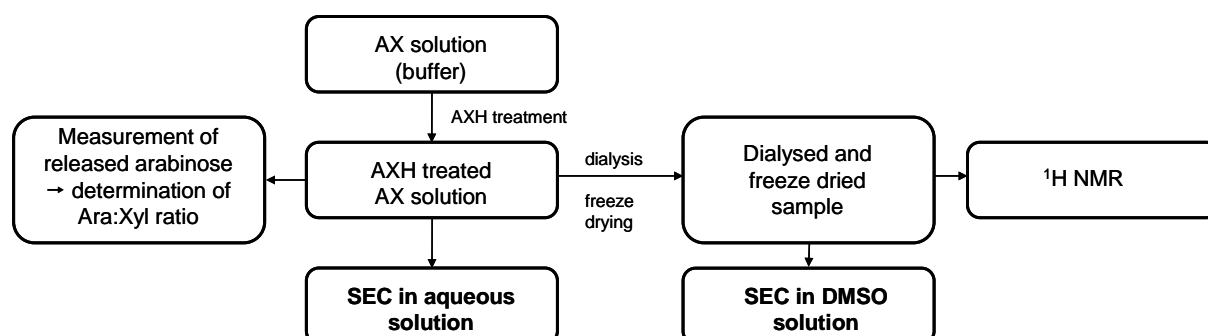 AX solution
(buffer)
AXH treatment
Measurement of
released arabinose
→ determination of
Ara:Xyl ratio
AXH treated
AX solution
dialysis
freeze
drying
Dialysed and
freeze dried
sample
¹H NMR
SEC in aqueous
solution
SEC in DMSO
solution